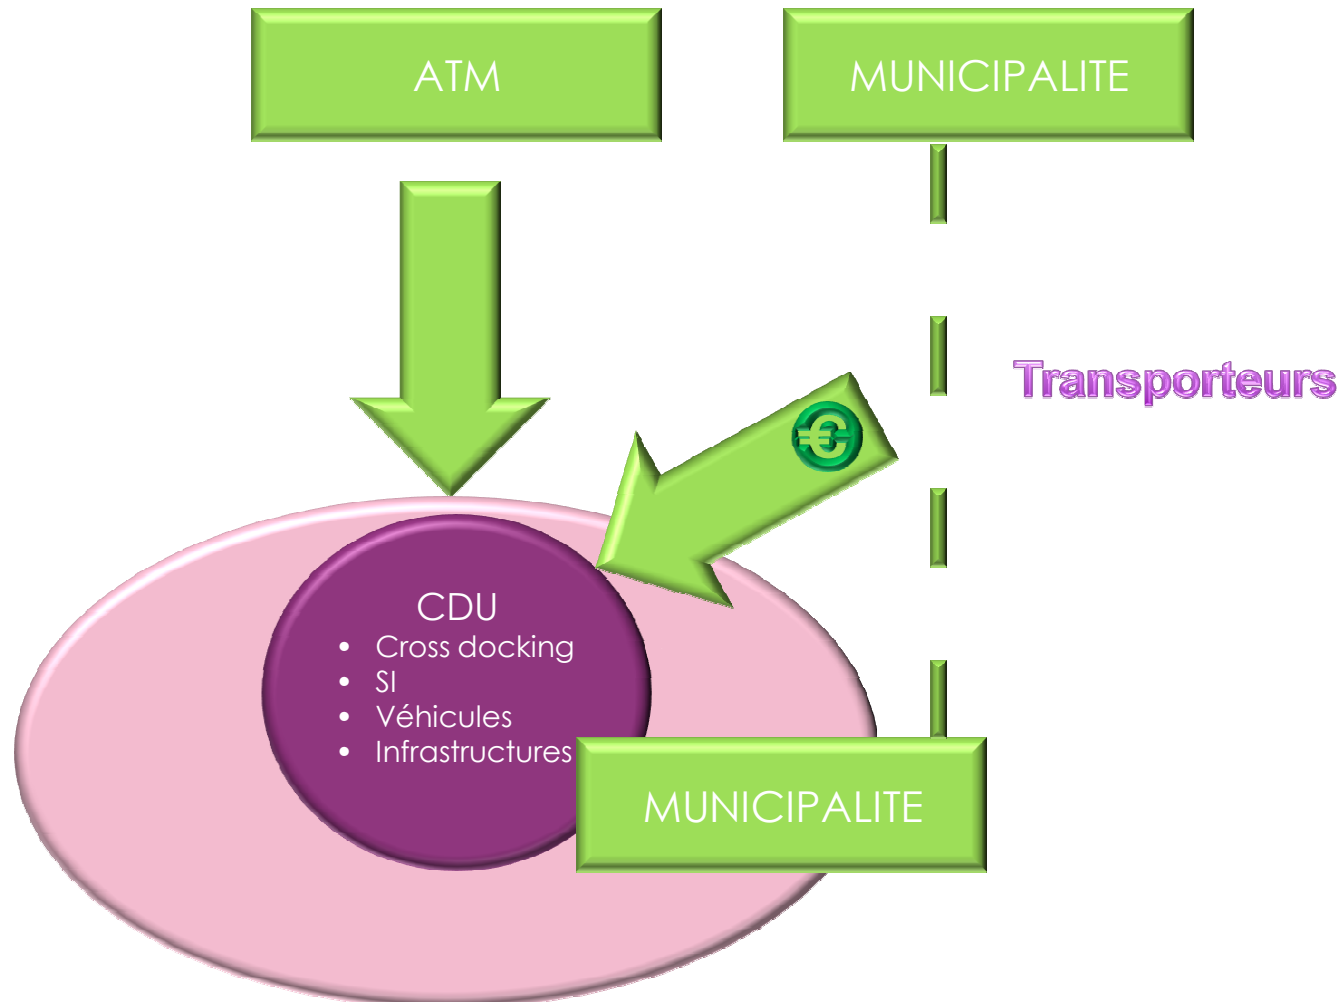 ATM
MUNICIPALITE
Transporteurs
€
CDU
• Cross docking
• SI
• Véhicules
• Infrastructures
MUNICIPALITE